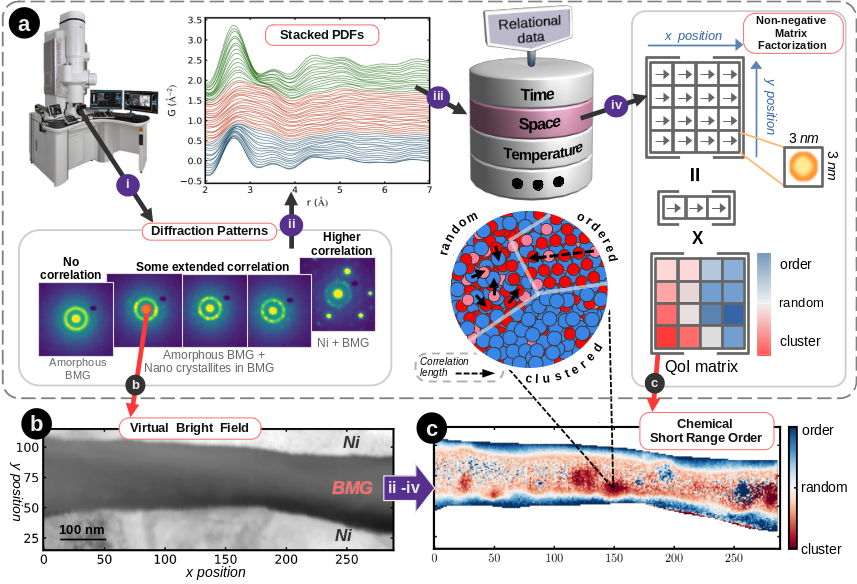 a
Stacked PDFs
3.5
3.0
2.5
2.0
1.5
1.0
0.5
0.0
−0.5
G (Å⁻²)
2
3
4
5
6
7
r (Å)
i
ii
iii
iv
Relational
data
Time
Space
Temperature
Non-negative
Matrix
Factorization
x position
y position
3 nm
3 nm
=
X
order
random
cluster
QoI matrix
Diffraction Patterns
No
correlation
Some extended correlation
Higher
correlation
Amorphous
BMG
Amorphous BMG +
Nano crystallites in BMG
Ni + BMG
random
ordered
clustered
Correlation
length
b
c
b
Virtual Bright Field
Ni
BMG
Ni
100 nm
100
75
50
25
y position
0
50
100
150
200
250
x position
ii -iv
c
Chemical
Short Range Order
0
50
100
150
200
250
order
random
cluster